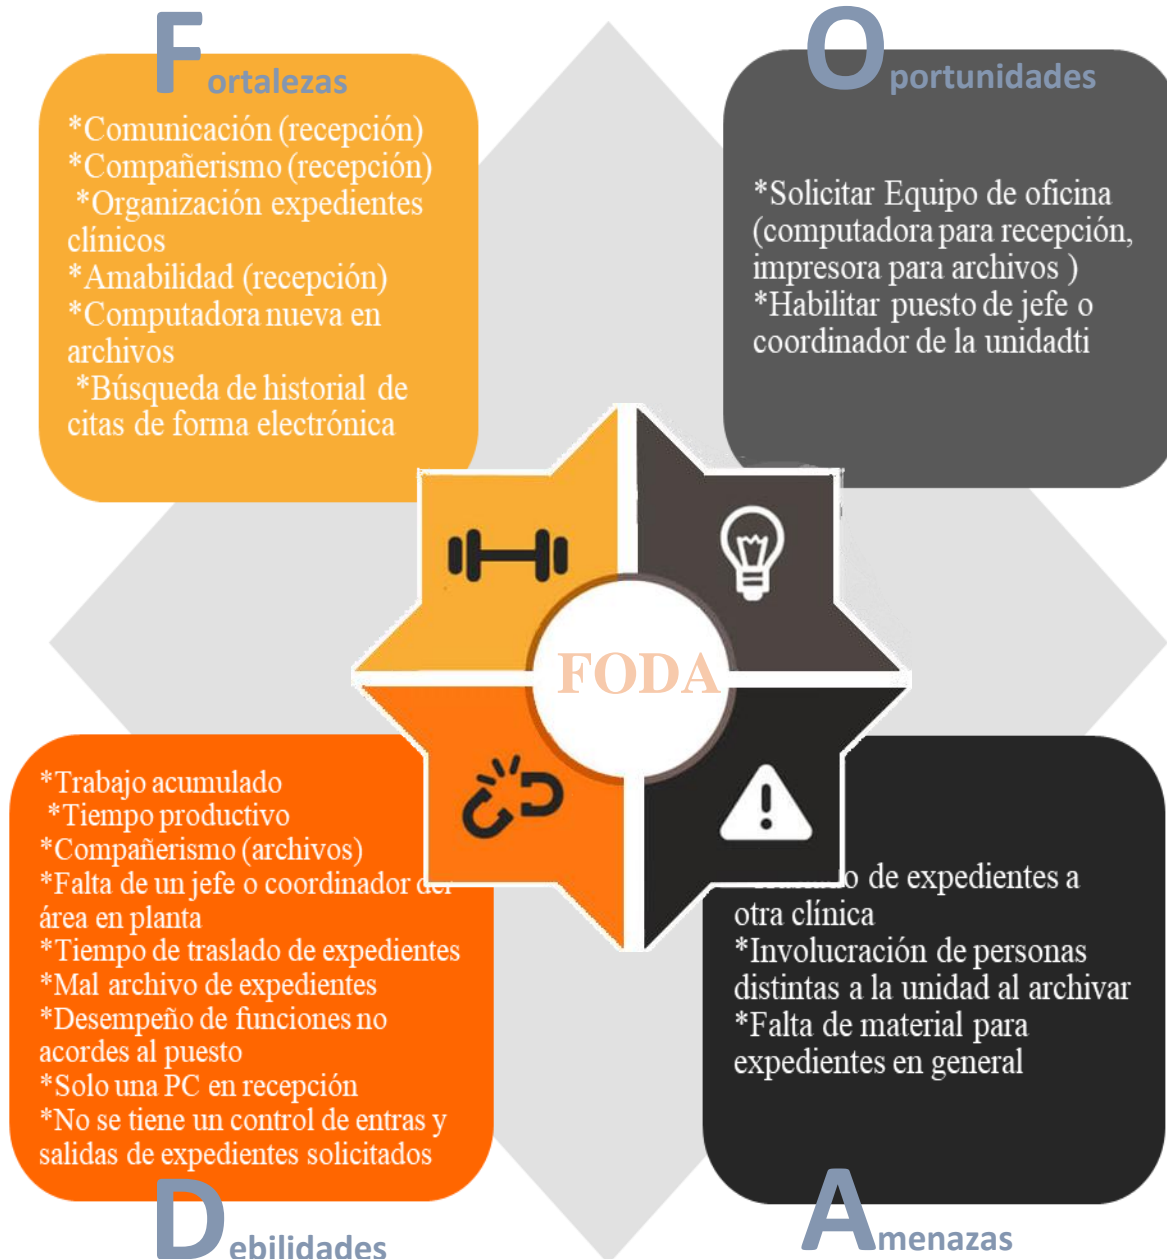 Fortalezas
*Comunicación (recepción)
*Compañerismo (recepción)
*Organización expedientes
clínicos
*Amabilidad (recepción)
*Computadora nueva en
archivos
*Búsqueda de historial de
citas de forma electrónica
Oportunidades
*Solicitar Equipo de oficina
(computadora para recepción,
impresora para archivos )
*Habilitar puesto de jefe o
coordinador de la unidadti
FODA
*Trabajo acumulado
*Tiempo productivo
*Compañerismo (archivos)
*Falta de un jefe o coordinador del
área en planta
*Tiempo de traslado de expedientes
*Mal archivo de expedientes
*Desempeño de funciones no
acordes al puesto
*Solo una PC en recepción
*No se tiene un control de entras y
salidas de expedientes solicitados
Debilidades
de expedientes a
otra clínica
*Involucración de personas
distintas a la unidad al archivar
*Falta de material para
expedientes en general
Amenazas